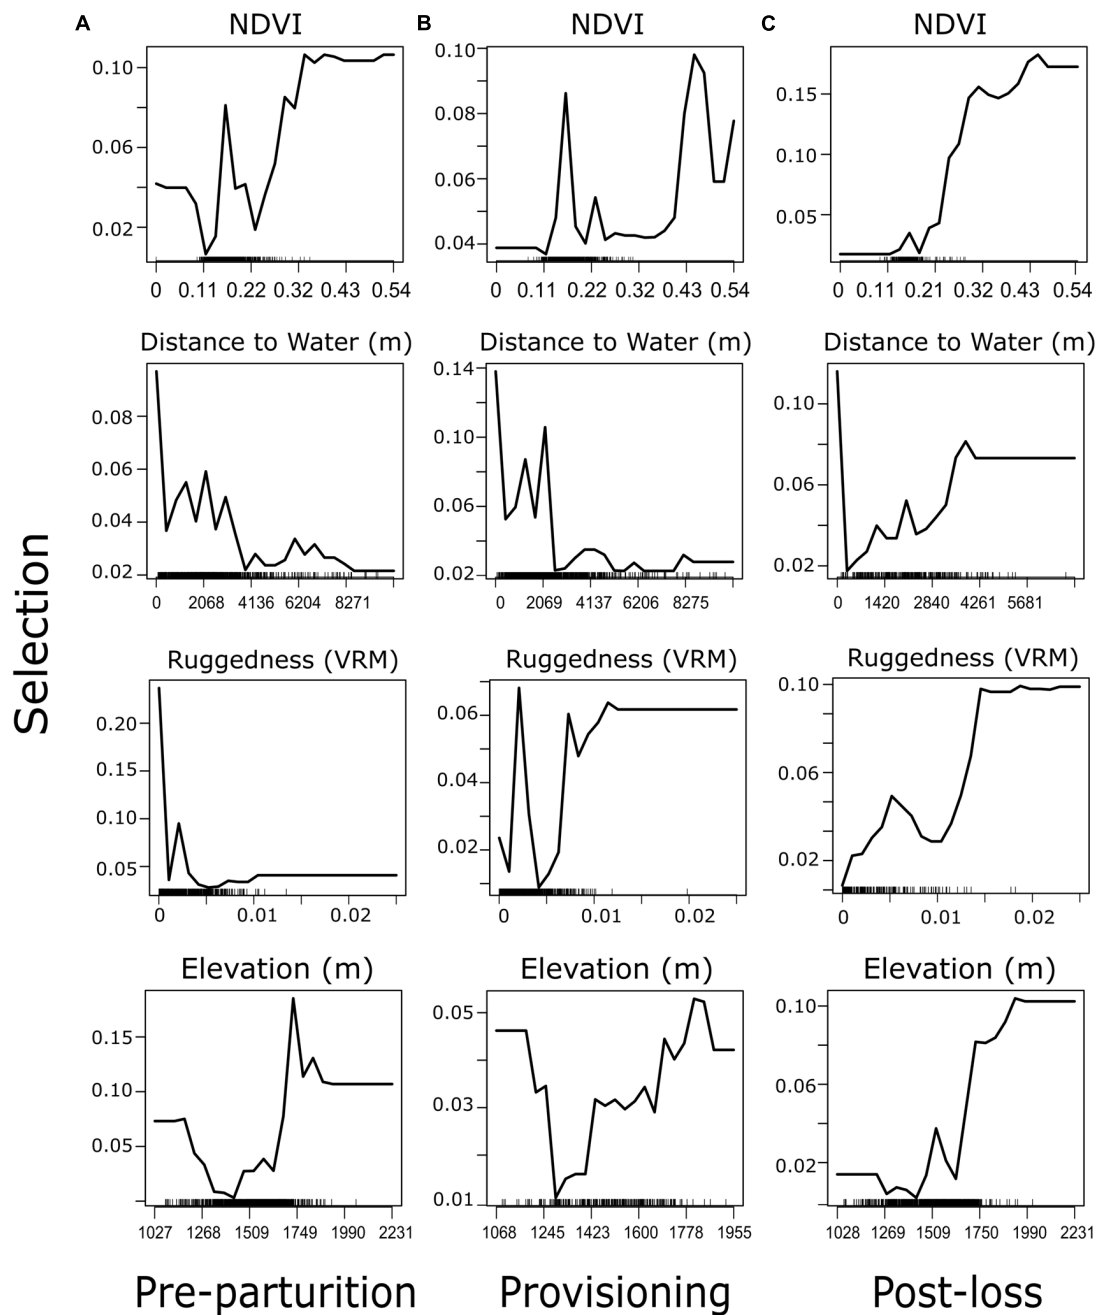 A NDVI B NDVI C NDVI
0.10
0.06
0.02
0 0.11 0.22 0.32 0.43 0.54
0.10
0.08
0.06
0.04
0 0.11 0.22 0.32 0.43 0.54
0.15
0.10
0.05
0 0.11 0.21 0.32 0.43 0.54
Distance to Water (m) Distance to Water (m) Distance to Water (m)
0.08
0.06
0.04
0.02
0 2068 4136 6204 8271
0.14
0.10
0.06
0.02
0 2069 4137 6206 8275
0.10
0.06
0.02
0 1420 2840 4261 5681
Selection
Ruggedness (VRM) Ruggedness (VRM) Ruggedness (VRM)
0.20
0.15
0.10
0.05
0 0.01 0.02
0.06
0.04
0.02
0 0.01 0.02
0.10
0.06
0.02
0 0.01 0.02
Elevation (m) Elevation (m) Elevation (m)
0.15
0.10
0.05
1027 1268 1509 1749 1990 2231
0.05
0.03
0.01
1068 1245 1423 1600 1778 1955
0.10
0.06
0.02
1028 1269 1509 1750 1990 2231
Pre-parturition Provisioning Post-loss